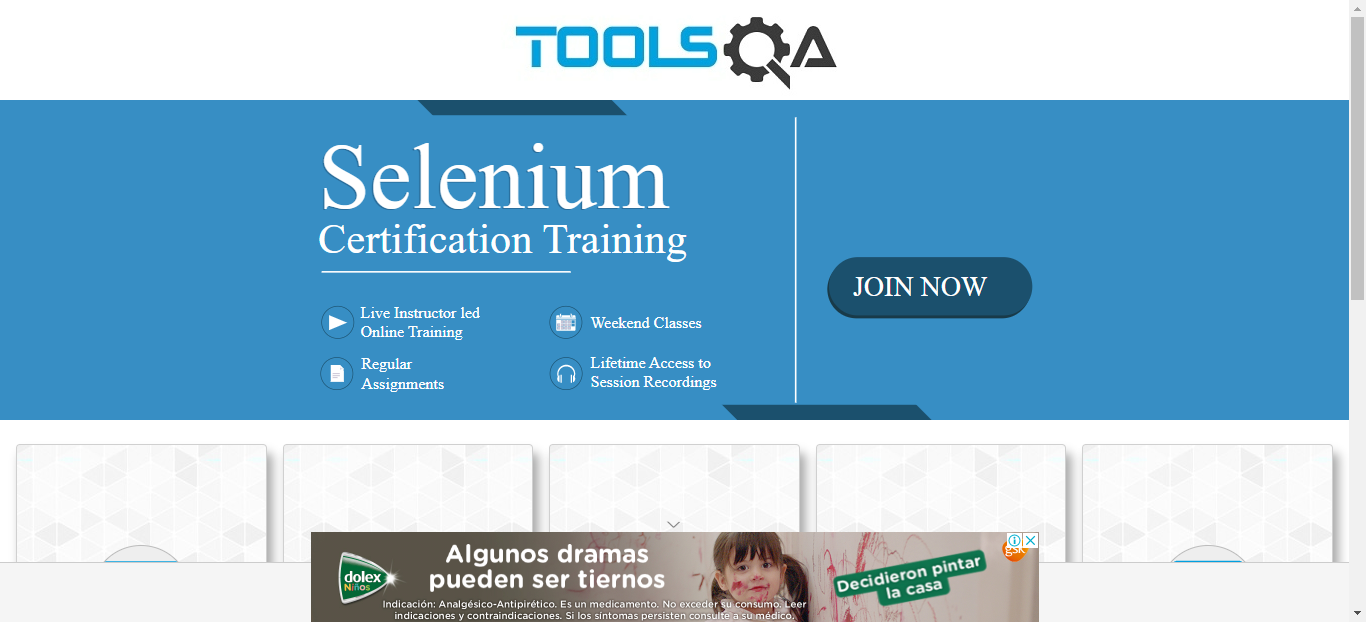 TOOLSQA
Selenium
Certification Training
Live Instructor led
Online Training
Weekend Classes
Regular
Assignments
Lifetime Access to
Session Recordings
JOIN NOW
Algunos dramas
pueden ser tiernos
dolex
Niños
Indicación: Analgésico-Antipirético. Es un medicamento. No exceder su consumo. Leer
indicaciones y contraindicaciones. Si los síntomas persisten consulte a su médico.
Decidieron pintar
la casa
gsk